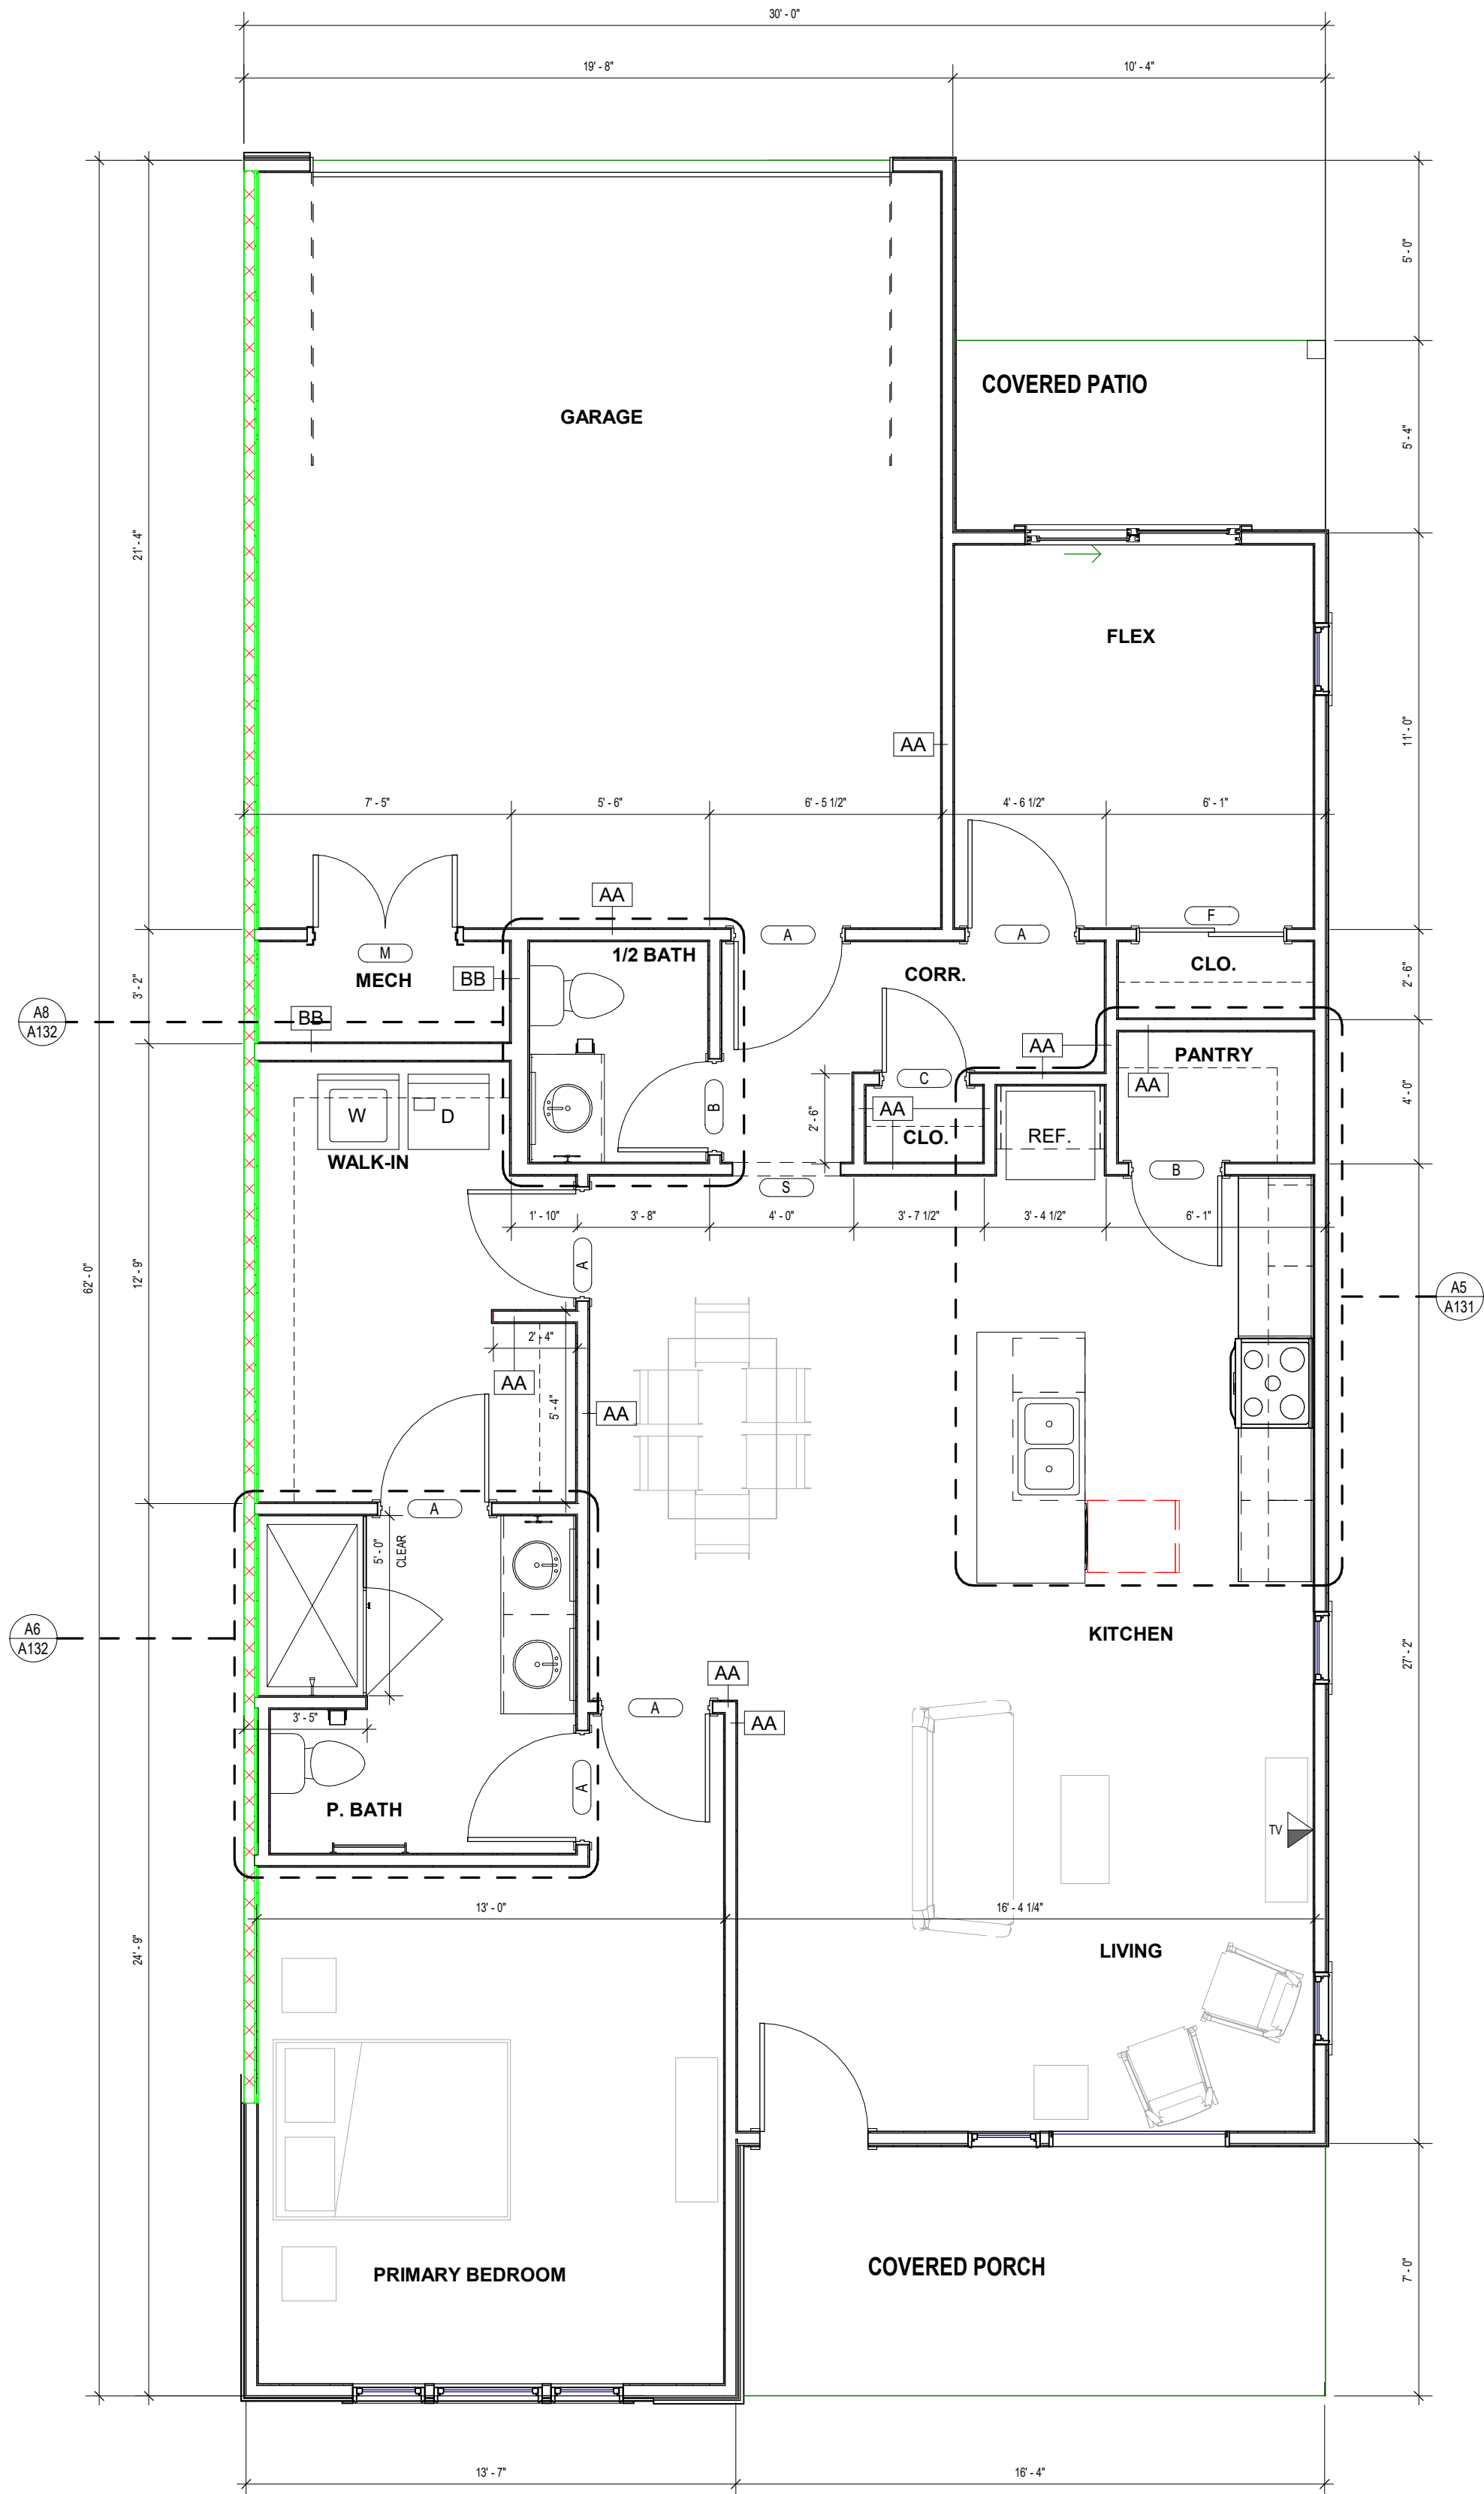 30' - 0"
19' - 8"
10' - 4"
5' - 0"
COVERED PATIO
GARAGE
5' - 4"
21' - 4"
FLEX
11' - 0"
AA
7' - 5"
5' - 6"
6' - 5 1/2"
4' - 6 1/2"
6' - 1"
AA
F
A
A
M
1/2 BATH
CLO.
MECH
BB
CORR.
2' - 6"
3' - 2"
A8
A132
BB
AA
PANTRY
C
AA
W
D
B
AA
2' - 6"
CLO.
REF.
4' - 0"
WALK-IN
B
S
1' - 10"
3' - 8"
4' - 0"
3' - 7 1/2"
3' - 4 1/2"
6' - 1"
A
62' - 0"
12' - 9"
A5
A131
2' - 4"
AA
5' - 4"
AA
A
5' - 0"
CLEAR
A6
A132
KITCHEN
27' - 2"
AA
A
3' - 5"
AA
A
P. BATH
TV
13' - 0"
16' - 4 1/4"
24' - 9"
LIVING
PRIMARY BEDROOM
COVERED PORCH
7' - 0"
13' - 7"
16' - 4"